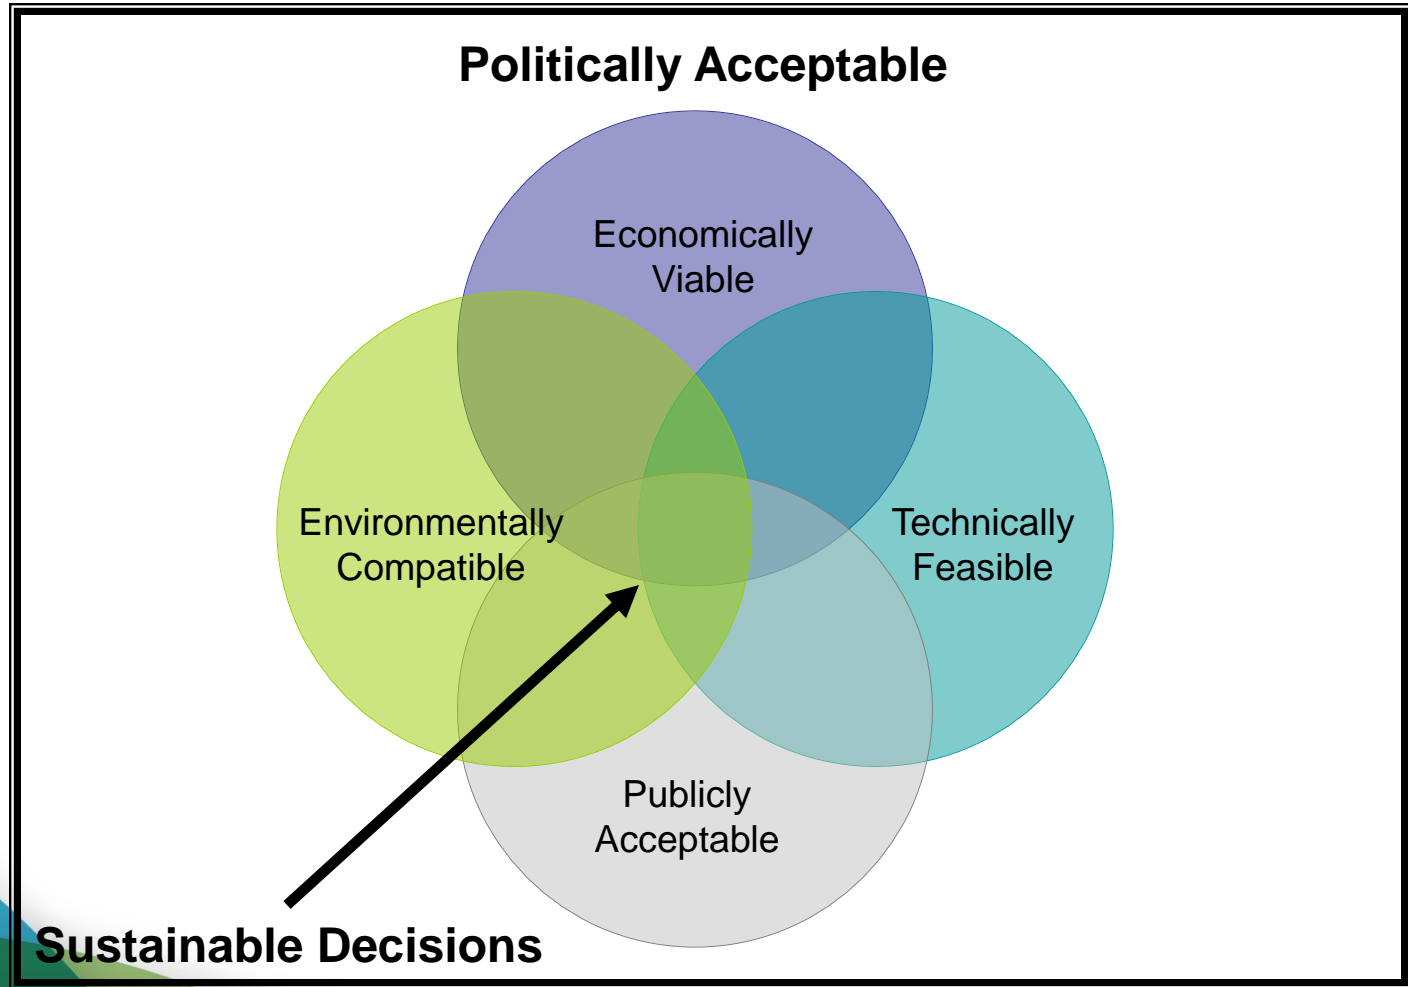 Politically Acceptable
Economically
Viable
Environmentally
Compatible
Technically
Feasible
Publicly
Acceptable
Sustainable Decisions